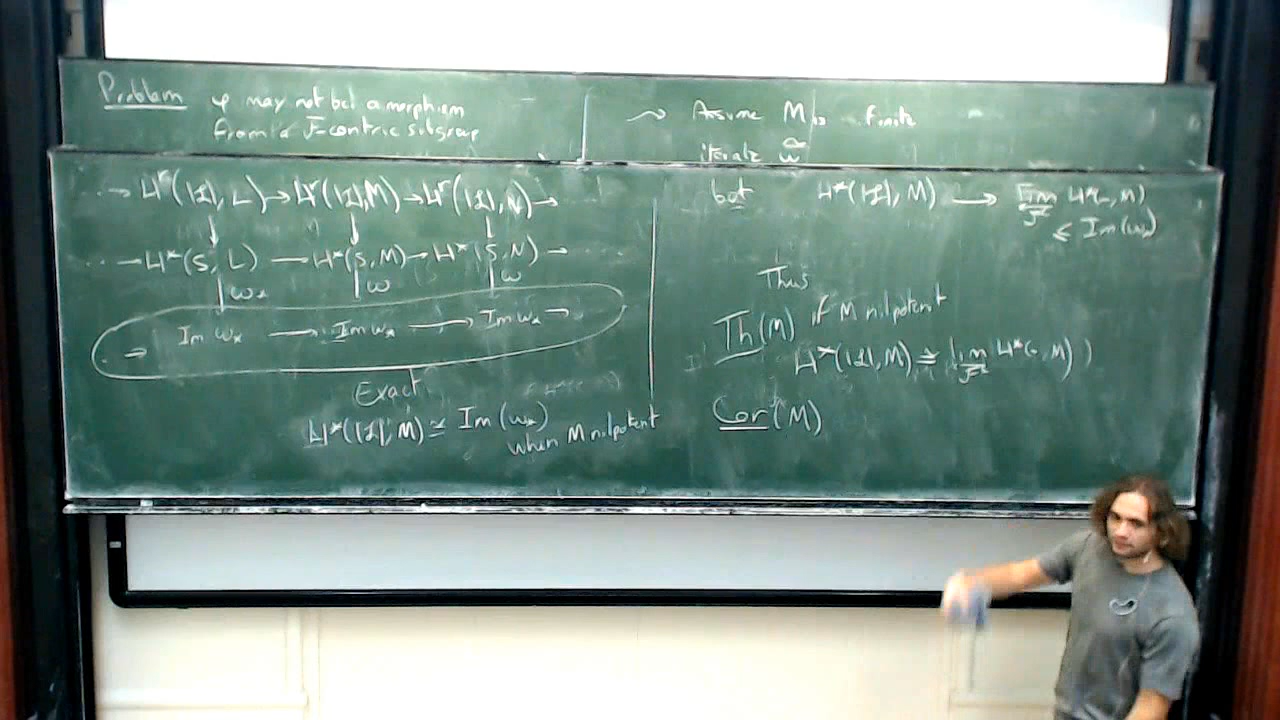 Problem φ may not be a morphism
from a F-centric subgroup
⇝ Assume M is finite
iterate ω̃
··→ H*(|L|, L) → H*(|L|, M) → H*(|L|, N) →
··→ H*(S, L) → H*(S, M) → H*(S, N) →
ω* ω ω
→ Im ω* → Im ω* → Im ω* →
Exact
H*(|L|, M) ≅ Im(ω*)
when M nilpotent
but H*(|L|, M) → lim H*(-, M)
≤ Im(ω*)
Thus
Th(M) if M nilpotent
H*(|L|, M) ≅ lim H*(-, M)
Cor(M)